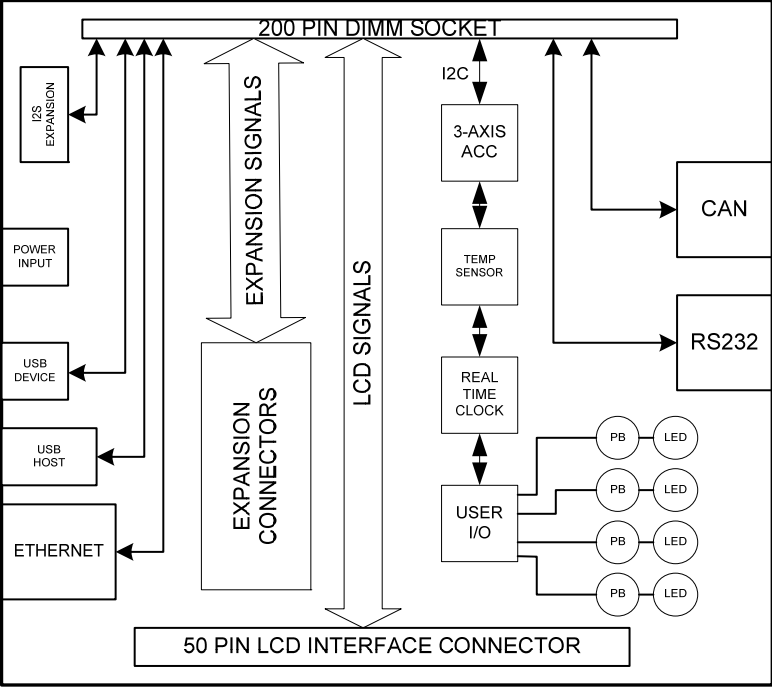 200 PIN DIMM SOCKET
I2S
EXPANSION
POWER
INPUT
USB
DEVICE
USB
HOST
ETHERNET
EXPANSION SIGNALS
EXPANSION
CONNECTORS
LCD SIGNALS
I2C
3-AXIS
ACC
TEMP
SENSOR
REAL
TIME
CLOCK
USER
I/O
CAN
RS232
PB LED
PB LED
PB LED
PB LED
50 PIN LCD INTERFACE CONNECTOR